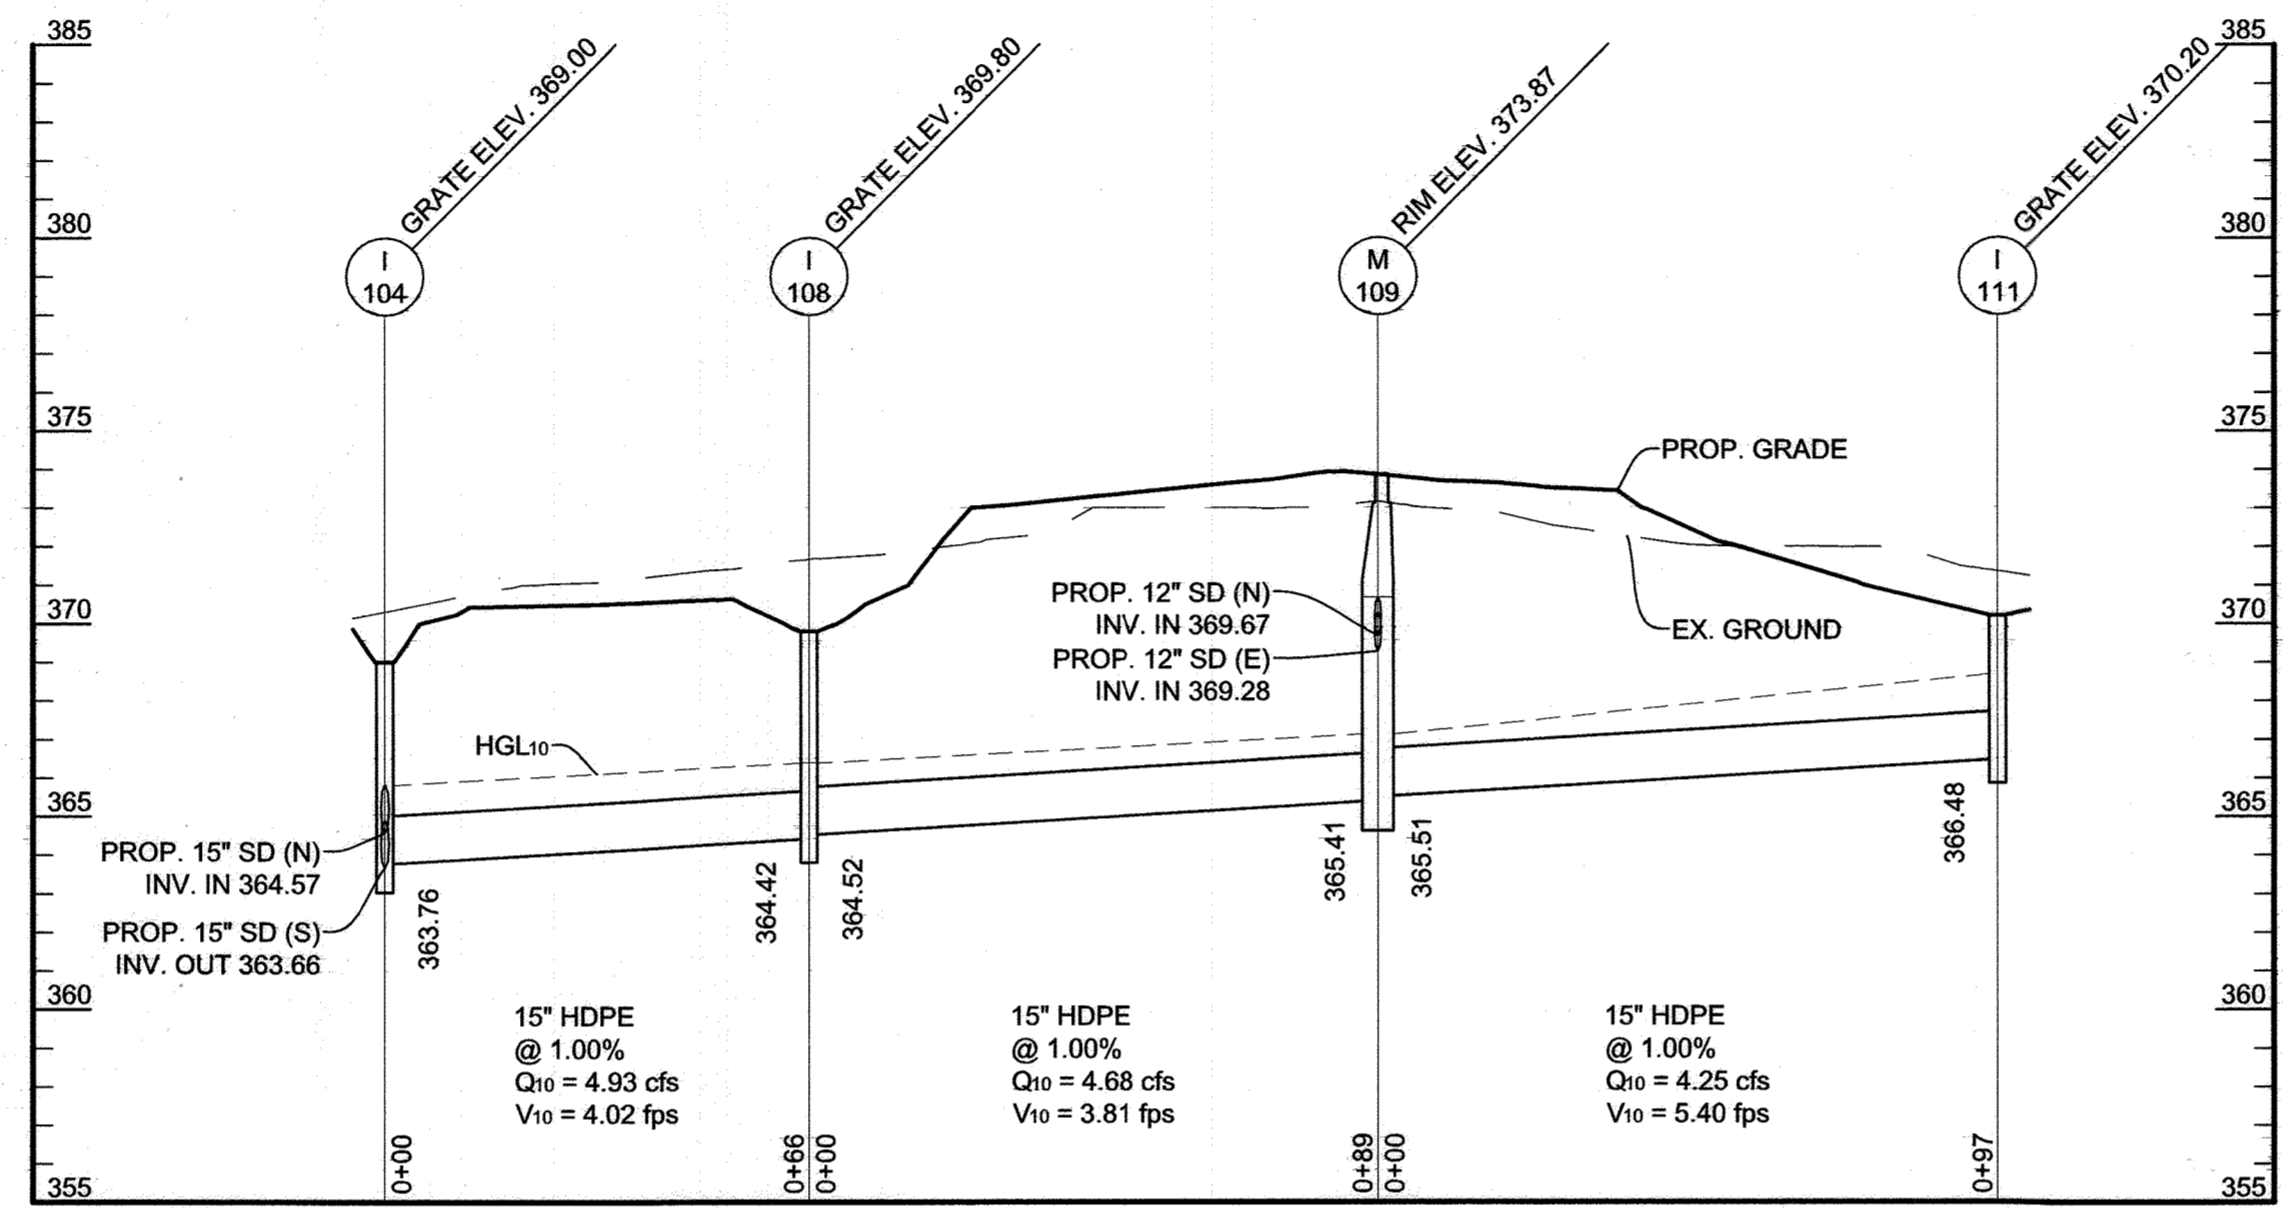 385
380
375
370
365
360
355
385
380
375
370
365
360
355
GRATE ELEV. 369.00
I
104
GRATE ELEV. 369.80
I
108
RIM ELEV. 373.87
M
109
GRATE ELEV. 370.20
I
111
PROP. GRADE
EX. GROUND
PROP. 12" SD (N)
INV. IN 369.67
PROP. 12" SD (E)
INV. IN 369.28
HGL10
PROP. 15" SD (N)
INV. IN 364.57
PROP. 15" SD (S)
INV. OUT 363.66
363.76
364.42
364.52
365.41
365.51
366.48
15" HDPE
@ 1.00%
Q10 = 4.93 cfs
V10 = 4.02 fps
15" HDPE
@ 1.00%
Q10 = 4.68 cfs
V10 = 3.81 fps
15" HDPE
@ 1.00%
Q10 = 4.25 cfs
V10 = 5.40 fps
0+00
0+66
0+00
0+89
0+00
0+97